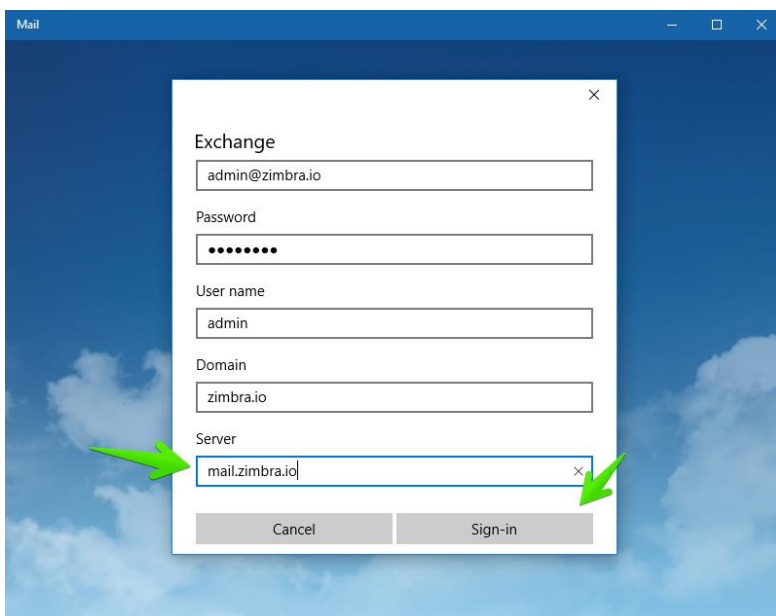 Mail
Exchange
admin@zimbra.io
Password
●●●●●●●●
User name
admin
Domain
zimbra.io
Server
mail.zimbra.io
Cancel Sign-in